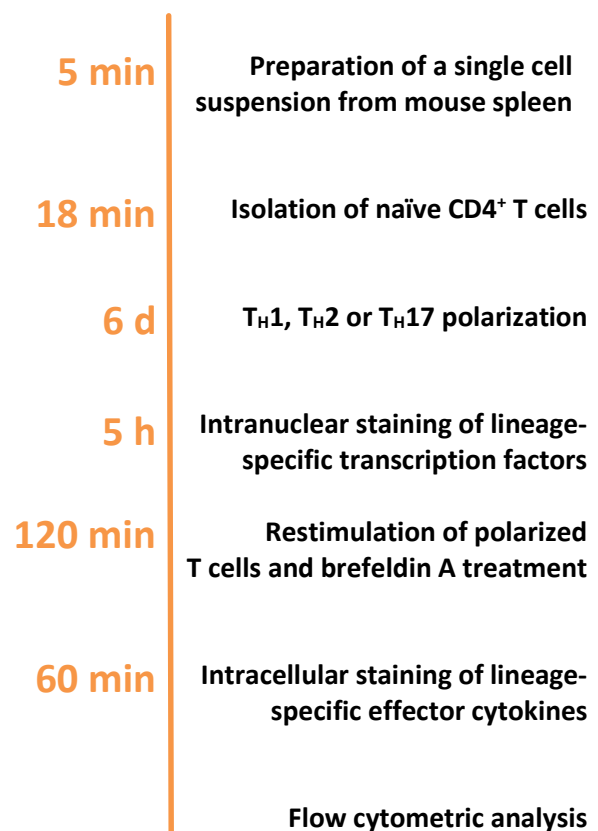 5 min
Preparation of a single cell
suspension from mouse spleen
18 min
Isolation of naïve CD4⁺ T cells
6 d
Tₕ1, Tₕ2 or Tₕ17 polarization
5 h
Intranuclear staining of lineage-
specific transcription factors
120 min
Restimulation of polarized
T cells and brefeldin A treatment
60 min
Intracellular staining of lineage-
specific effector cytokines
Flow cytometric analysis